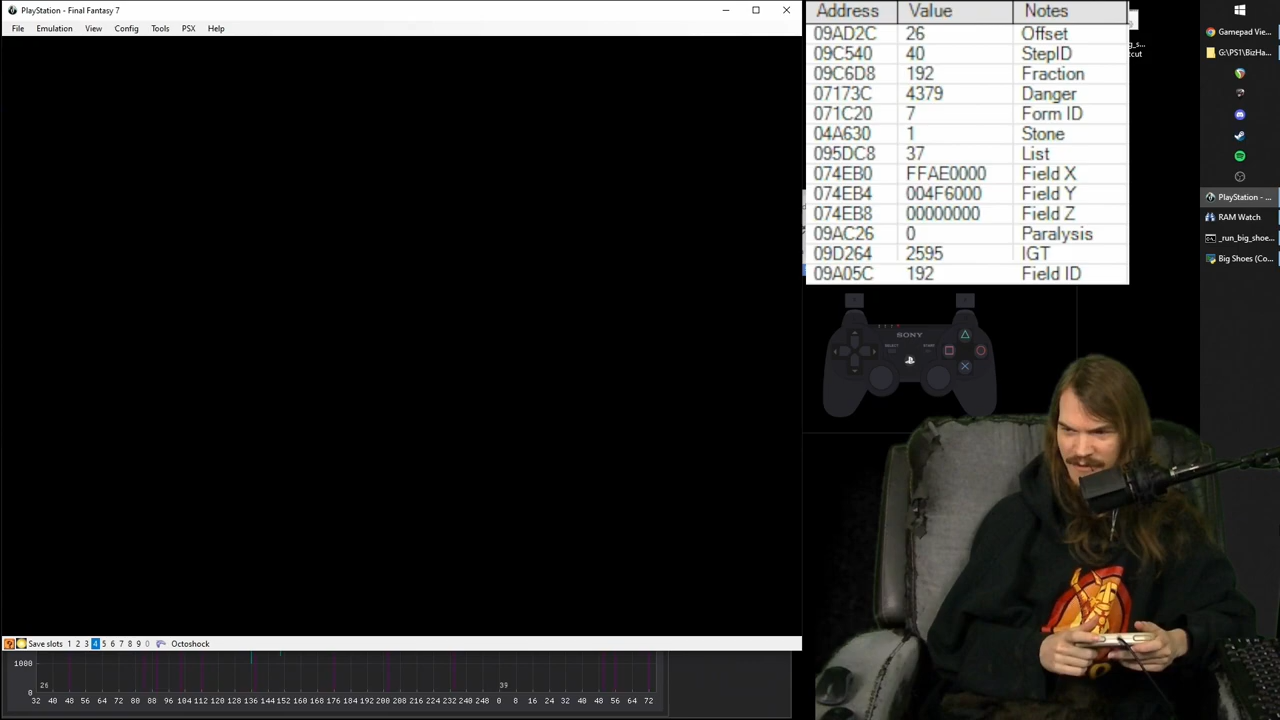 PlayStation - Final Fantasy 7
File Emulation View Config Tools PSX Help
Address Value Notes
09AD2C 26 Offset
09C540 40 StepID
09C6D8 192 Fraction
07173C 4379 Danger
071C20 7 Form ID
04A630 1 Stone
095DC8 37 List
074EB0 FFAE0000 Field X
074EB4 004F6000 Field Y
074EB8 00000000 Field Z
09AC26 0 Paralysis
09D264 2595 IGT
09A05C 192 Field ID
Gamepad Vie...
G:\PS1\BizHa...
PlayStation - ...
RAM Watch
_run_big_shoe...
Big Shoes (Co...
SONY
SELECT START
Save slots 1 2 3 4 5 6 7 8 9 0 Octoshock
1000
0
26 39
32 40 48 56 64 72 80 88 96 104 112 120 128 136 144 152 160 168 176 184 192 200 208 216 224 232 240 248 0 8 16 24 32 40 48 56 64 72